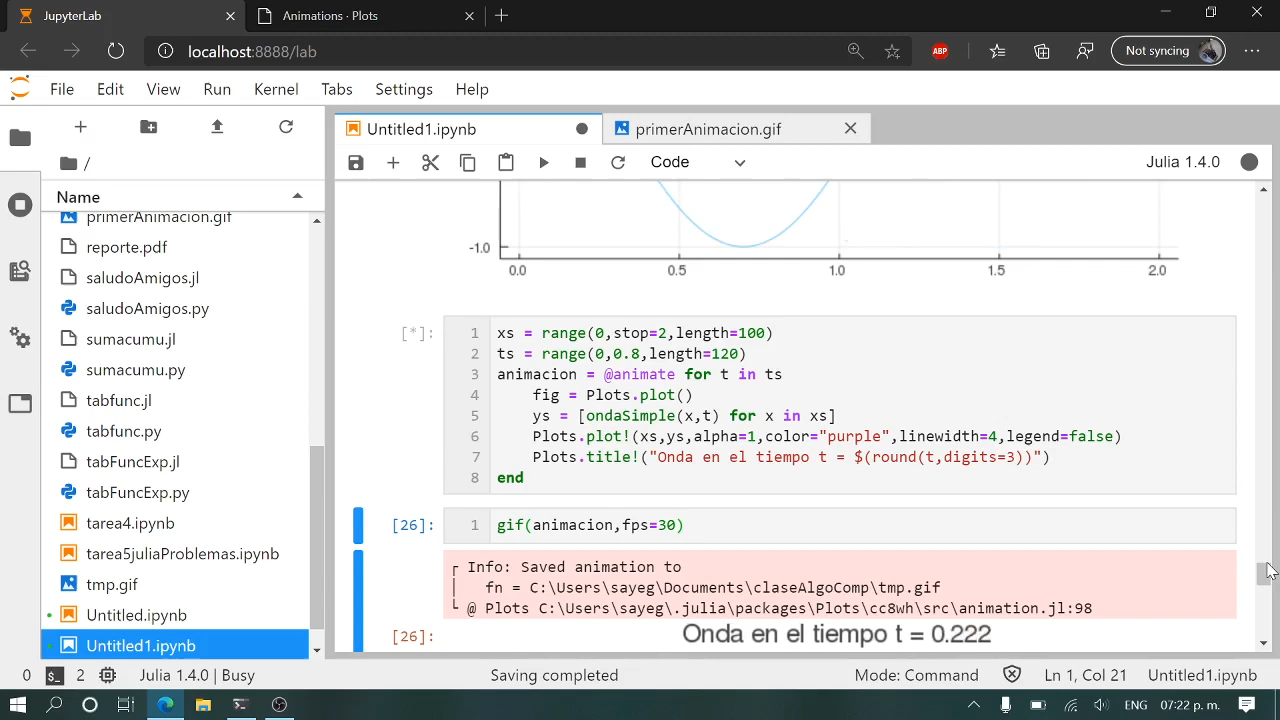 JupyterLab
Animations · Plots
localhost:8888/lab
ABP
Not syncing
File Edit View Run Kernel Tabs Settings Help
Untitled1.ipynb
primerAnimacion.gif
Code
Julia 1.4.0
/
Name
primerAnimacion.gif
reporte.pdf
saludoAmigos.jl
saludoAmigos.py
sumacumu.jl
sumacumu.py
tabfunc.jl
tabfunc.py
tabFuncExp.jl
tabFuncExp.py
tarea4.ipynb
tarea5juliaProblemas.ipynb
tmp.gif
Untitled.ipynb
Untitled1.ipynb
-1.0
0.0 0.5 1.0 1.5 2.0
[*]:
1 xs = range(0,stop=2,length=100)
2 ts = range(0,0.8,length=120)
3 animacion = @animate for t in ts
4 fig = Plots.plot()
5 ys = [ondaSimple(x,t) for x in xs]
6 Plots.plot!(xs,ys,alpha=1,color="purple",linewidth=4,legend=false)
7 Plots.title!("Onda en el tiempo t = $(round(t,digits=3))")
8 end
[26]:
1 gif(animacion,fps=30)
┌ Info: Saved animation to
│ fn = C:\Users\sayeg\Documents\claseAlgoComp\tmp.gif
└ @ Plots C:\Users\sayeg\.julia\packages\Plots\cc8wh\src\animation.jl:98
[26]:
Onda en el tiempo t = 0.222
0 2 Julia 1.4.0 | Busy
Saving completed
Mode: Command
Ln 1, Col 21
Untitled1.ipynb
ENG
07:22 p. m.